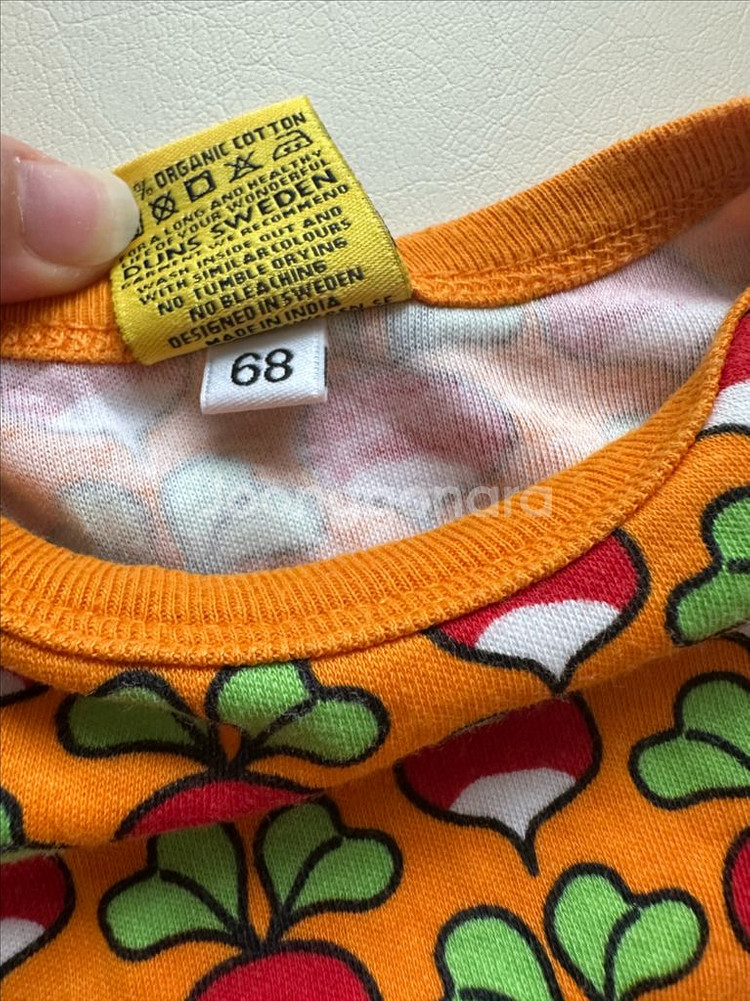 % ORGANIC COTTON
FOR A LONG AND HEALTHY
OF YOUR WONDERFUL
DUNS SWEDEN
GARMENT WE RECOMMEND
WASH INSIDE OUT AND
WITH SIMILAR COLOURS
NO TUMBLE DRYING
NO BLEACHING
DESIGNED IN SWEDEN
MADE IN INDIA
68